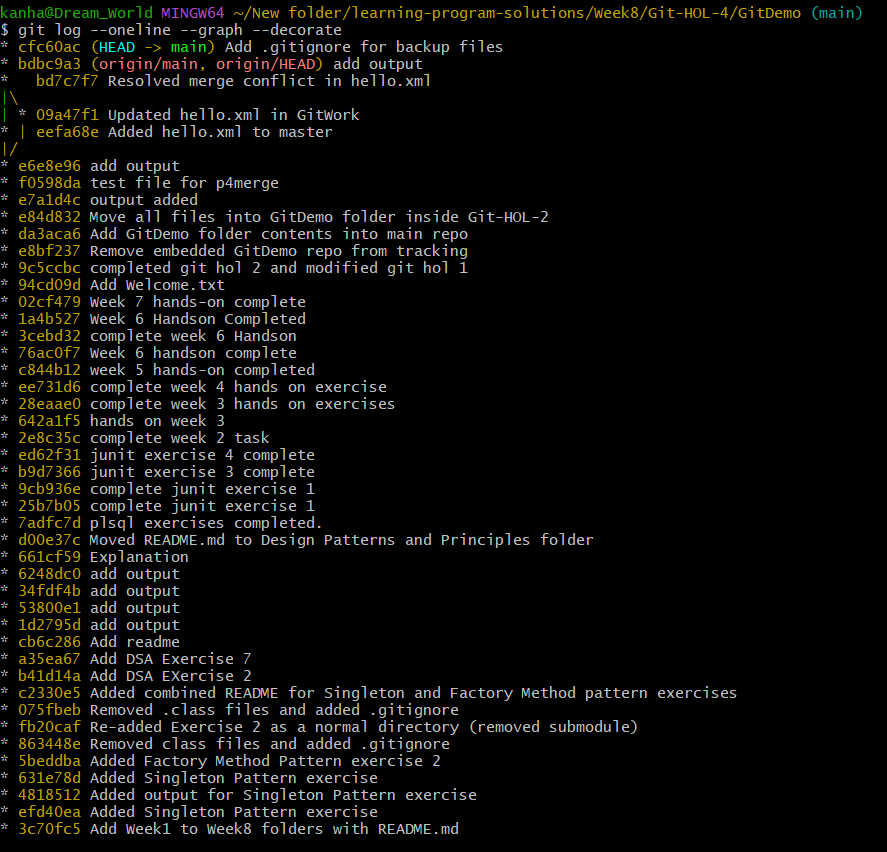 kanha@Dream_World MINGW64 ~/New folder/learning-program-solutions/Week8/Git-HOL-4/GitDemo (main)
$ git log --oneline --graph --decorate
* cfc60ac (HEAD -> main) Add .gitignore for backup files
* bdbc9a3 (origin/main, origin/HEAD) add output
*   bd7c7f7 Resolved merge conflict in hello.xml
|\
| * 09a47f1 Updated hello.xml in GitWork
* | eefa68e Added hello.xml to master
|/
* e6e8e96 add output
* f0598da test file for p4merge
* e7a1d4c output added
* e84d832 Move all files into GitDemo folder inside Git-HOL-2
* da3aca6 Add GitDemo folder contents into main repo
* e8bf237 Remove embedded GitDemo repo from tracking
* 9c5ccbc completed git hol 2 and modified git hol 1
* 94cd09d Add Welcome.txt
* 02cf479 Week 7 hands-on complete
* 1a4b527 Week 6 Handson Completed
* 3cebd32 complete week 6 Handson
* 76ac0f7 Week 6 handson complete
* c844b12 week 5 hands-on completed
* ee731d6 complete week 4 hands on exercise
* 28eaae0 complete week 3 hands on exercises
* 642a1f5 hands on week 3
* 2e8c35c complete week 2 task
* ed62f31 junit exercise 4 complete
* b9d7366 junit exercise 3 complete
* 9cb936e complete junit exercise 1
* 25b7b05 complete junit exercise 1
* 7adfc7d plsql exercises completed.
* d00e37c Moved README.md to Design Patterns and Principles folder
* 661cf59 Explanation
* 6248dc0 add output
* 34fdf4b add output
* 53800e1 add output
* 1d2795d add output
* cb6c286 Add readme
* a35ea67 Add DSA Exercise 7
* b41d14a Add DSA EXercise 2
* c2330e5 Added combined README for Singleton and Factory Method pattern exercises
* 075fbeb Removed .class files and added .gitignore
* fb20caf Re-added Exercise 2 as a normal directory (removed submodule)
* 863448e Removed class files and added .gitignore
* 5beddba Added Factory Method Pattern exercise 2
* 631e78d Added Singleton Pattern exercise
* 4818512 Added output for Singleton Pattern exercise
* efd40ea Added Singleton Pattern exercise
* 3c70fc5 Add Week1 to Week8 folders with README.md